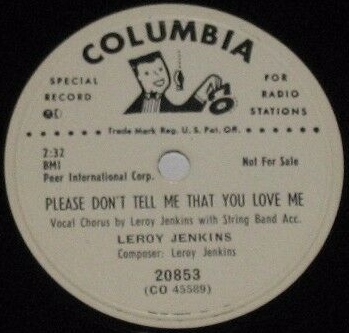 COLUMBIA
SPECIAL
RECORD
FOR
RADIO
STATIONS
CO
Trade Mark Reg. U. S. Pat. Off.
2:32
BMI
Peer International Corp.
Not For Sale
PLEASE DON'T TELL ME THAT YOU LOVE ME
Vocal Chorus by Leroy Jenkins with String Band Acc.
LEROY JENKINS
Composer: Leroy Jenkins
20853
(CO 45589)